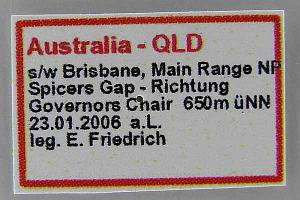 Australia - QLD
s/w Brisbane, Main Range NP
Spicers Gap - Richtung
Governors Chair 650m üNN
23.01.2006 a.L.
leg. E. Friedrich